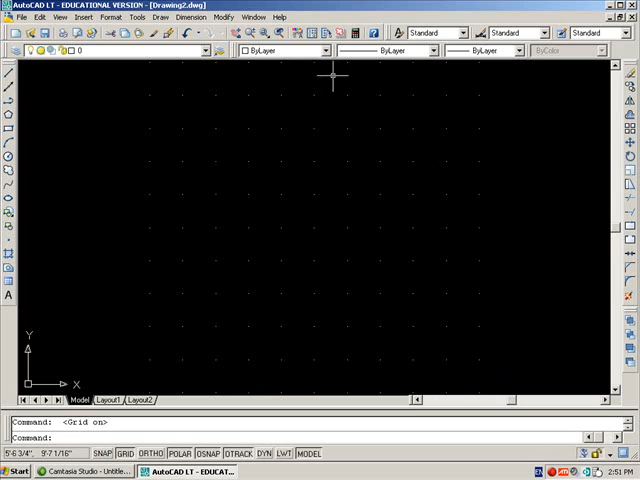 AutoCAD LT - EDUCATIONAL VERSION - [Drawing2.dwg]
File Edit View Insert Format Tools Draw Dimension Modify Window Help
Standard Standard Standard
0 ByLayer ByLayer ByLayer ByColor
A
Y
X
Model Layout1 Layout2
Command: <Grid on>
Command:
5'-6 3/4", 9'-7 1/16" SNAP GRID ORTHO POLAR OSNAP OTRACK DYN LWT MODEL
Start Camtasia Studio - Untitle... AutoCAD LT - EDUCAT... EN 2:51 PM